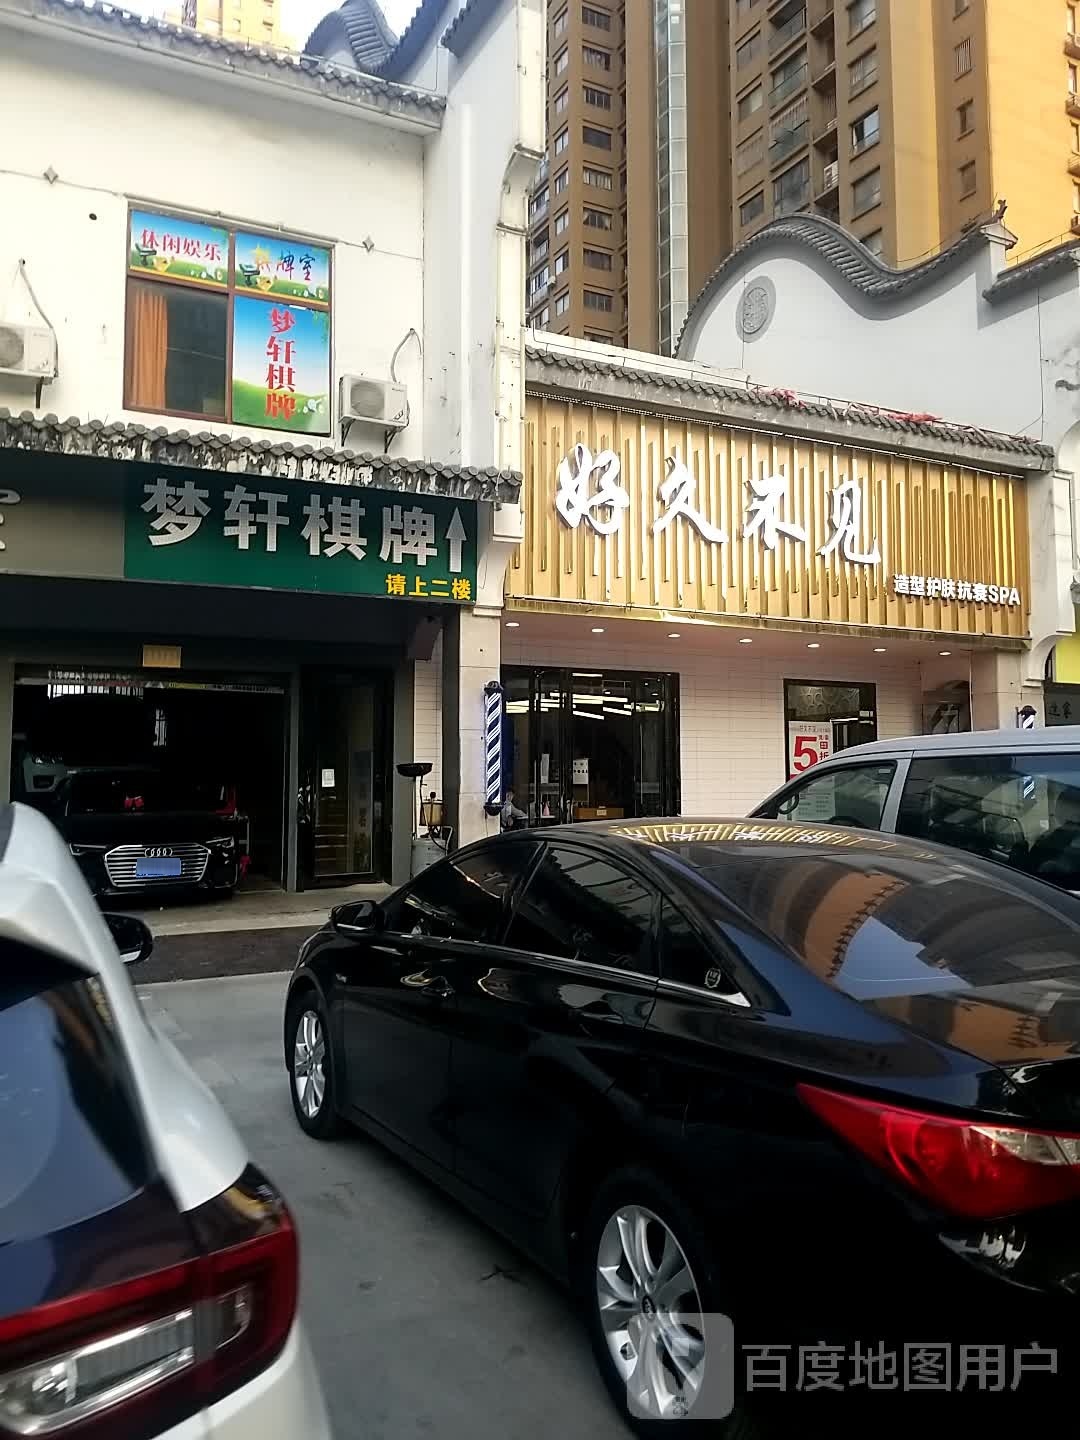 休闲娱乐
棋牌室
梦轩棋牌
梦轩棋牌
请上二楼
好久不见
造型护肤抗衰SPA
5折
百度地图用户